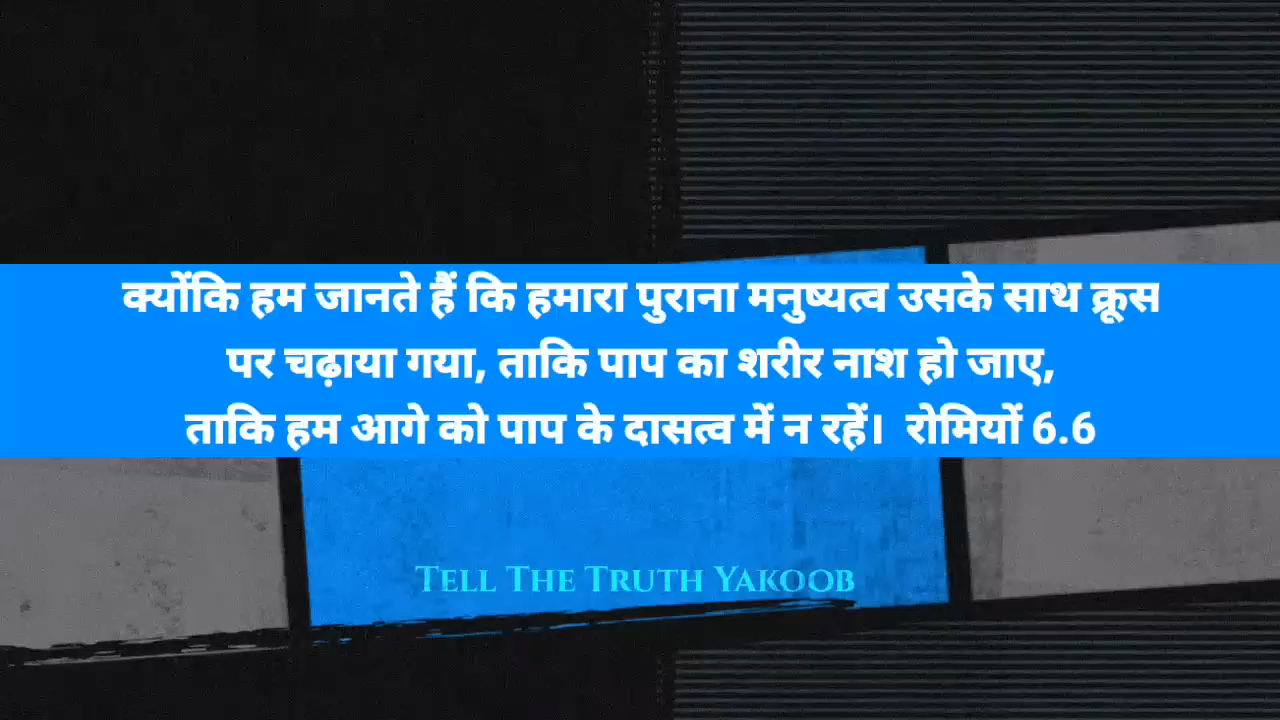 क्योंकि हम जानते हैं कि हमारा पुराना मनुष्यत्व उसके साथ क्रूस
पर चढ़ाया गया, ताकि पाप का शरीर नाश हो जाए,
ताकि हम आगे को पाप के दासत्व में न रहें। रोमियों 6.6
TELL THE TRUTH YAKOOB